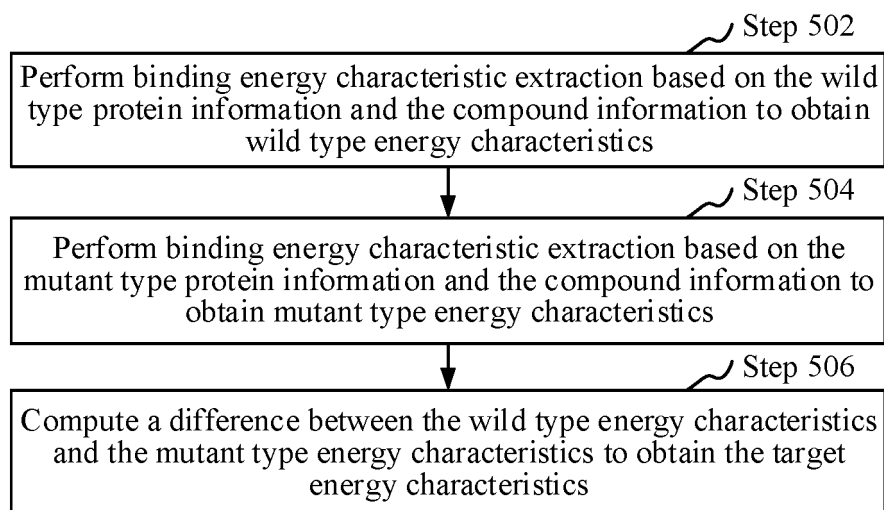 Step 502
Perform binding energy characteristic extraction based on the wild
type protein information and the compound information to obtain
wild type energy characteristics
Step 504
Perform binding energy characteristic extraction based on the
mutant type protein information and the compound information to
obtain mutant type energy characteristics
Step 506
Compute a difference between the wild type energy characteristics
and the mutant type energy characteristics to obtain the target
energy characteristics